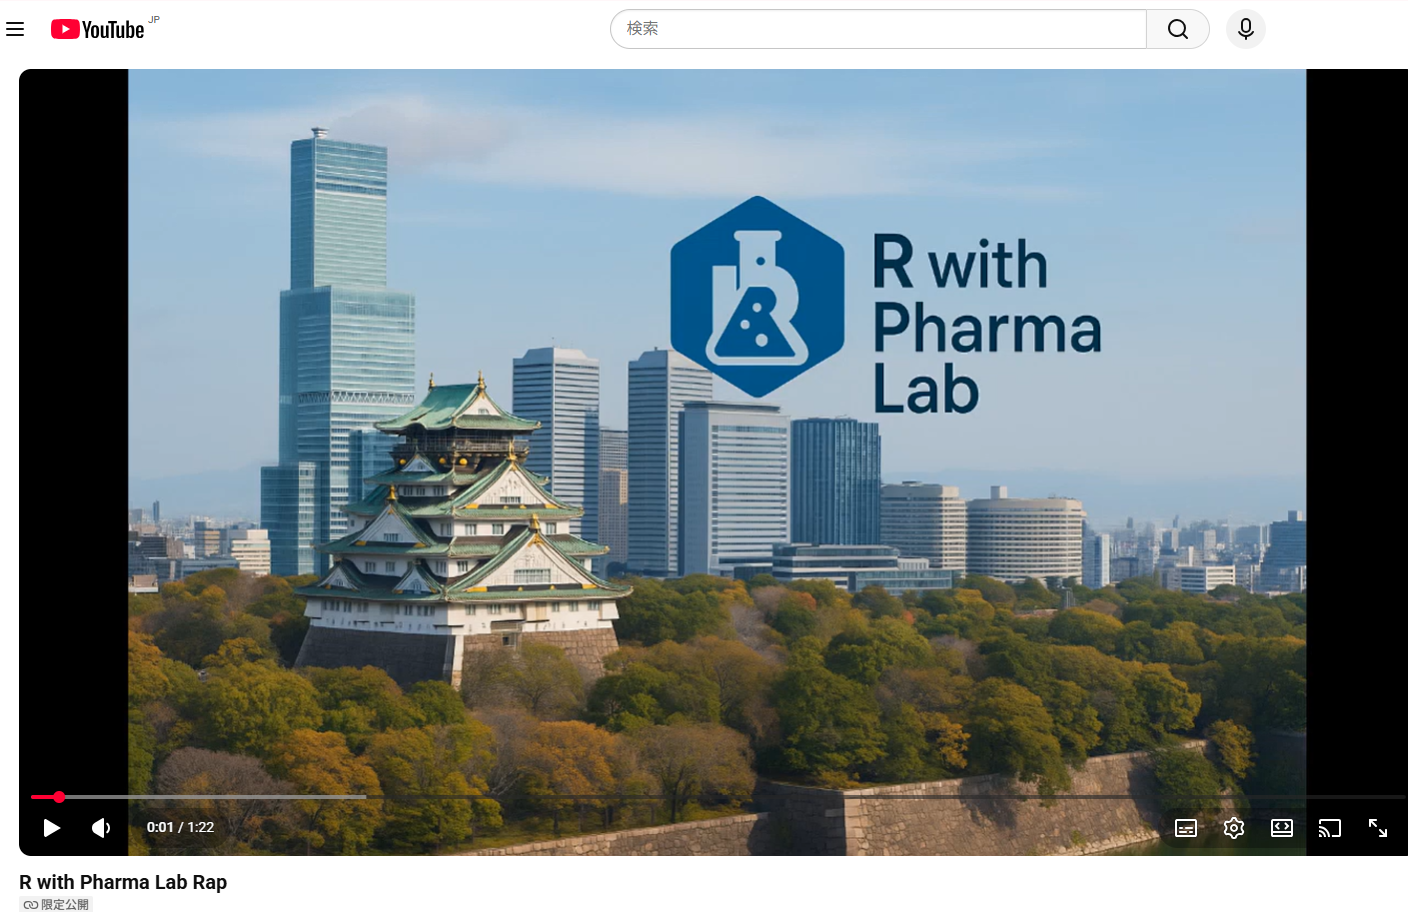 YouTube JP
検索
R with
Pharma
Lab
0:01 / 1:22
R with Pharma Lab Rap
限定公開